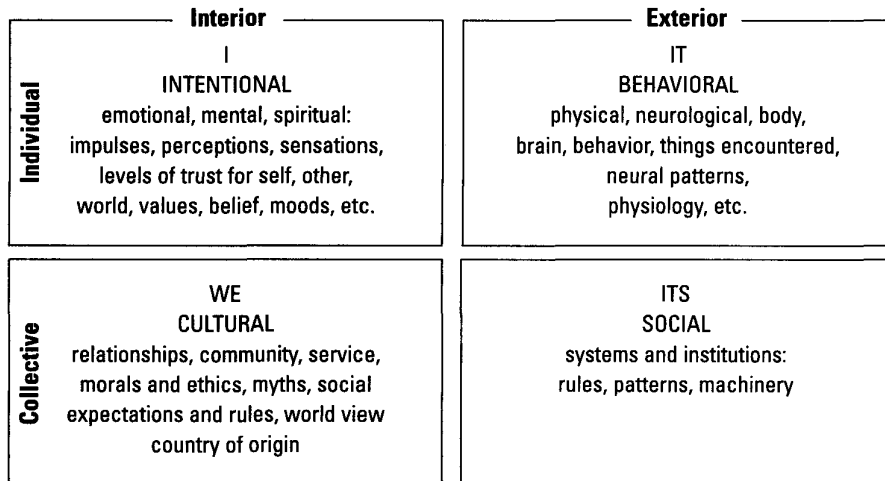 Interior
Exterior
Individual
I
INTENTIONAL
emotional, mental, spiritual:
impulses, perceptions, sensations,
levels of trust for self, other,
world, values, belief, moods, etc.
IT
BEHAVIORAL
physical, neurological, body,
brain, behavior, things encountered,
neural patterns,
physiology, etc.
Collective
WE
CULTURAL
relationships, community, service,
morals and ethics, myths, social
expectations and rules, world view
country of origin
ITS
SOCIAL
systems and institutions:
rules, patterns, machinery